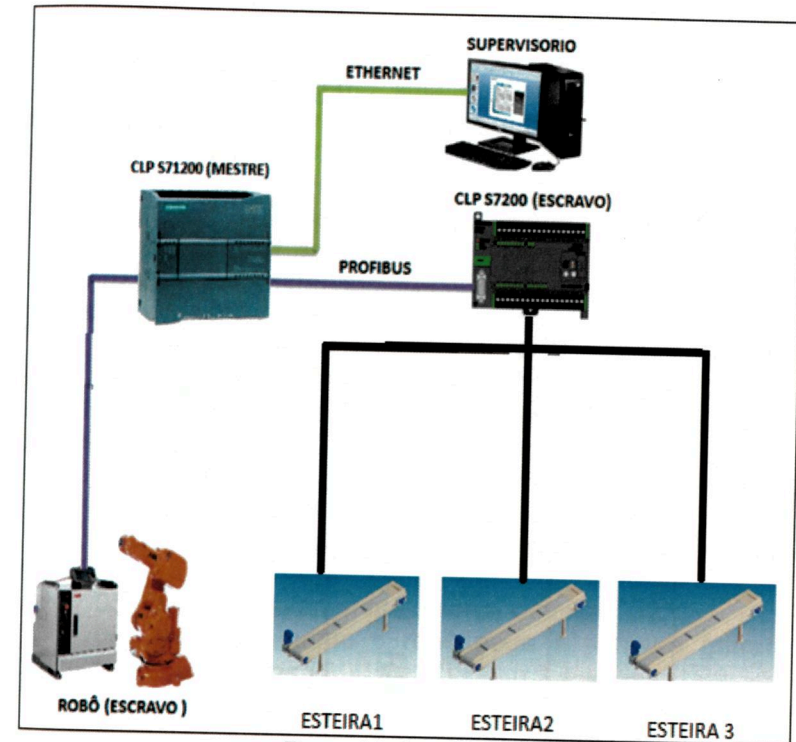 SUPERVISORIO
ETHERNET
CLP S71200 (MESTRE)
CLP S7200 (ESCRAVO)
PROFIBUS
ROBÔ (ESCRAVO )
ESTEIRA1
ESTEIRA2
ESTEIRA 3